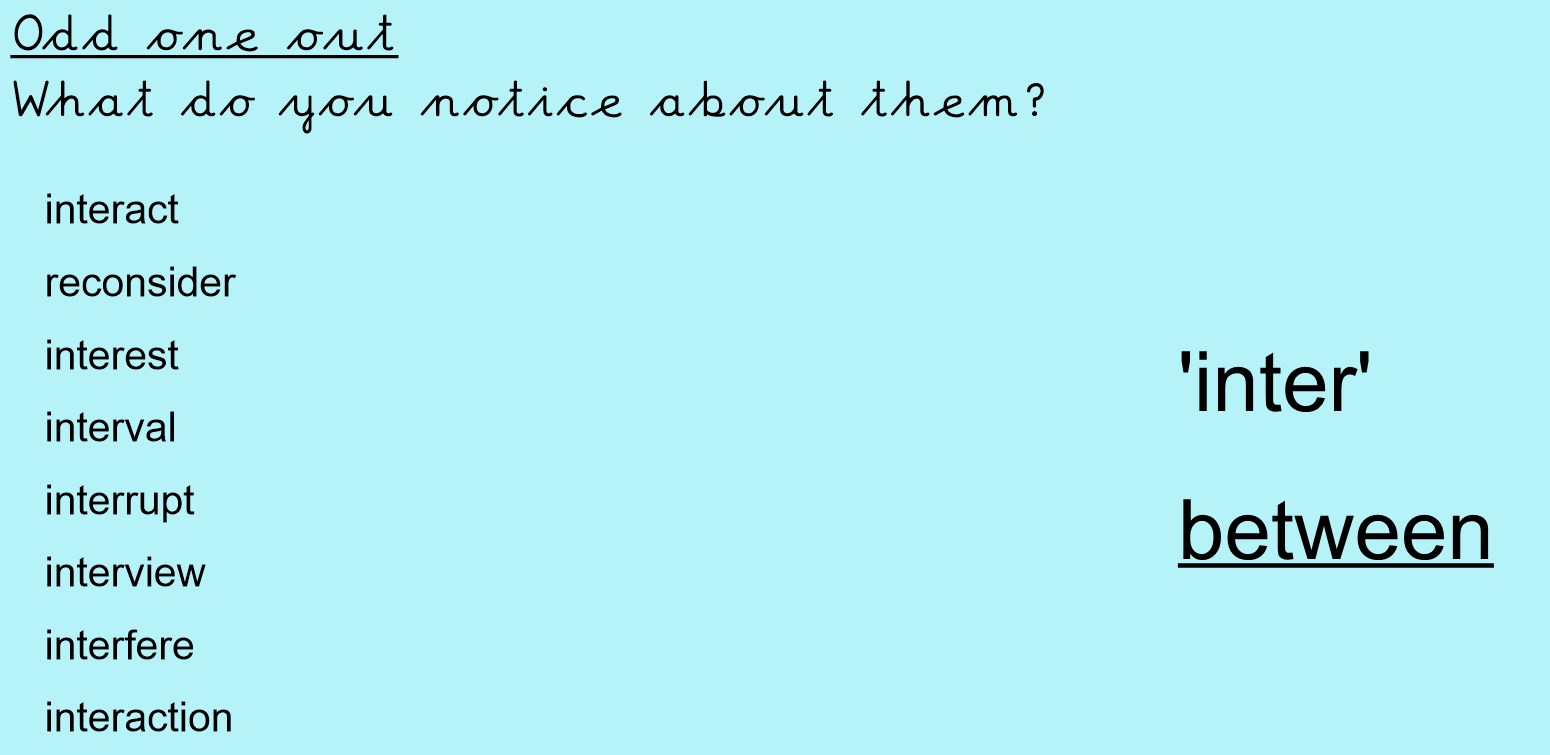 Odd one out
What do you notice about them?
interact
reconsider
interest
interval
interrupt
interview
interfere
interaction
'inter'
between